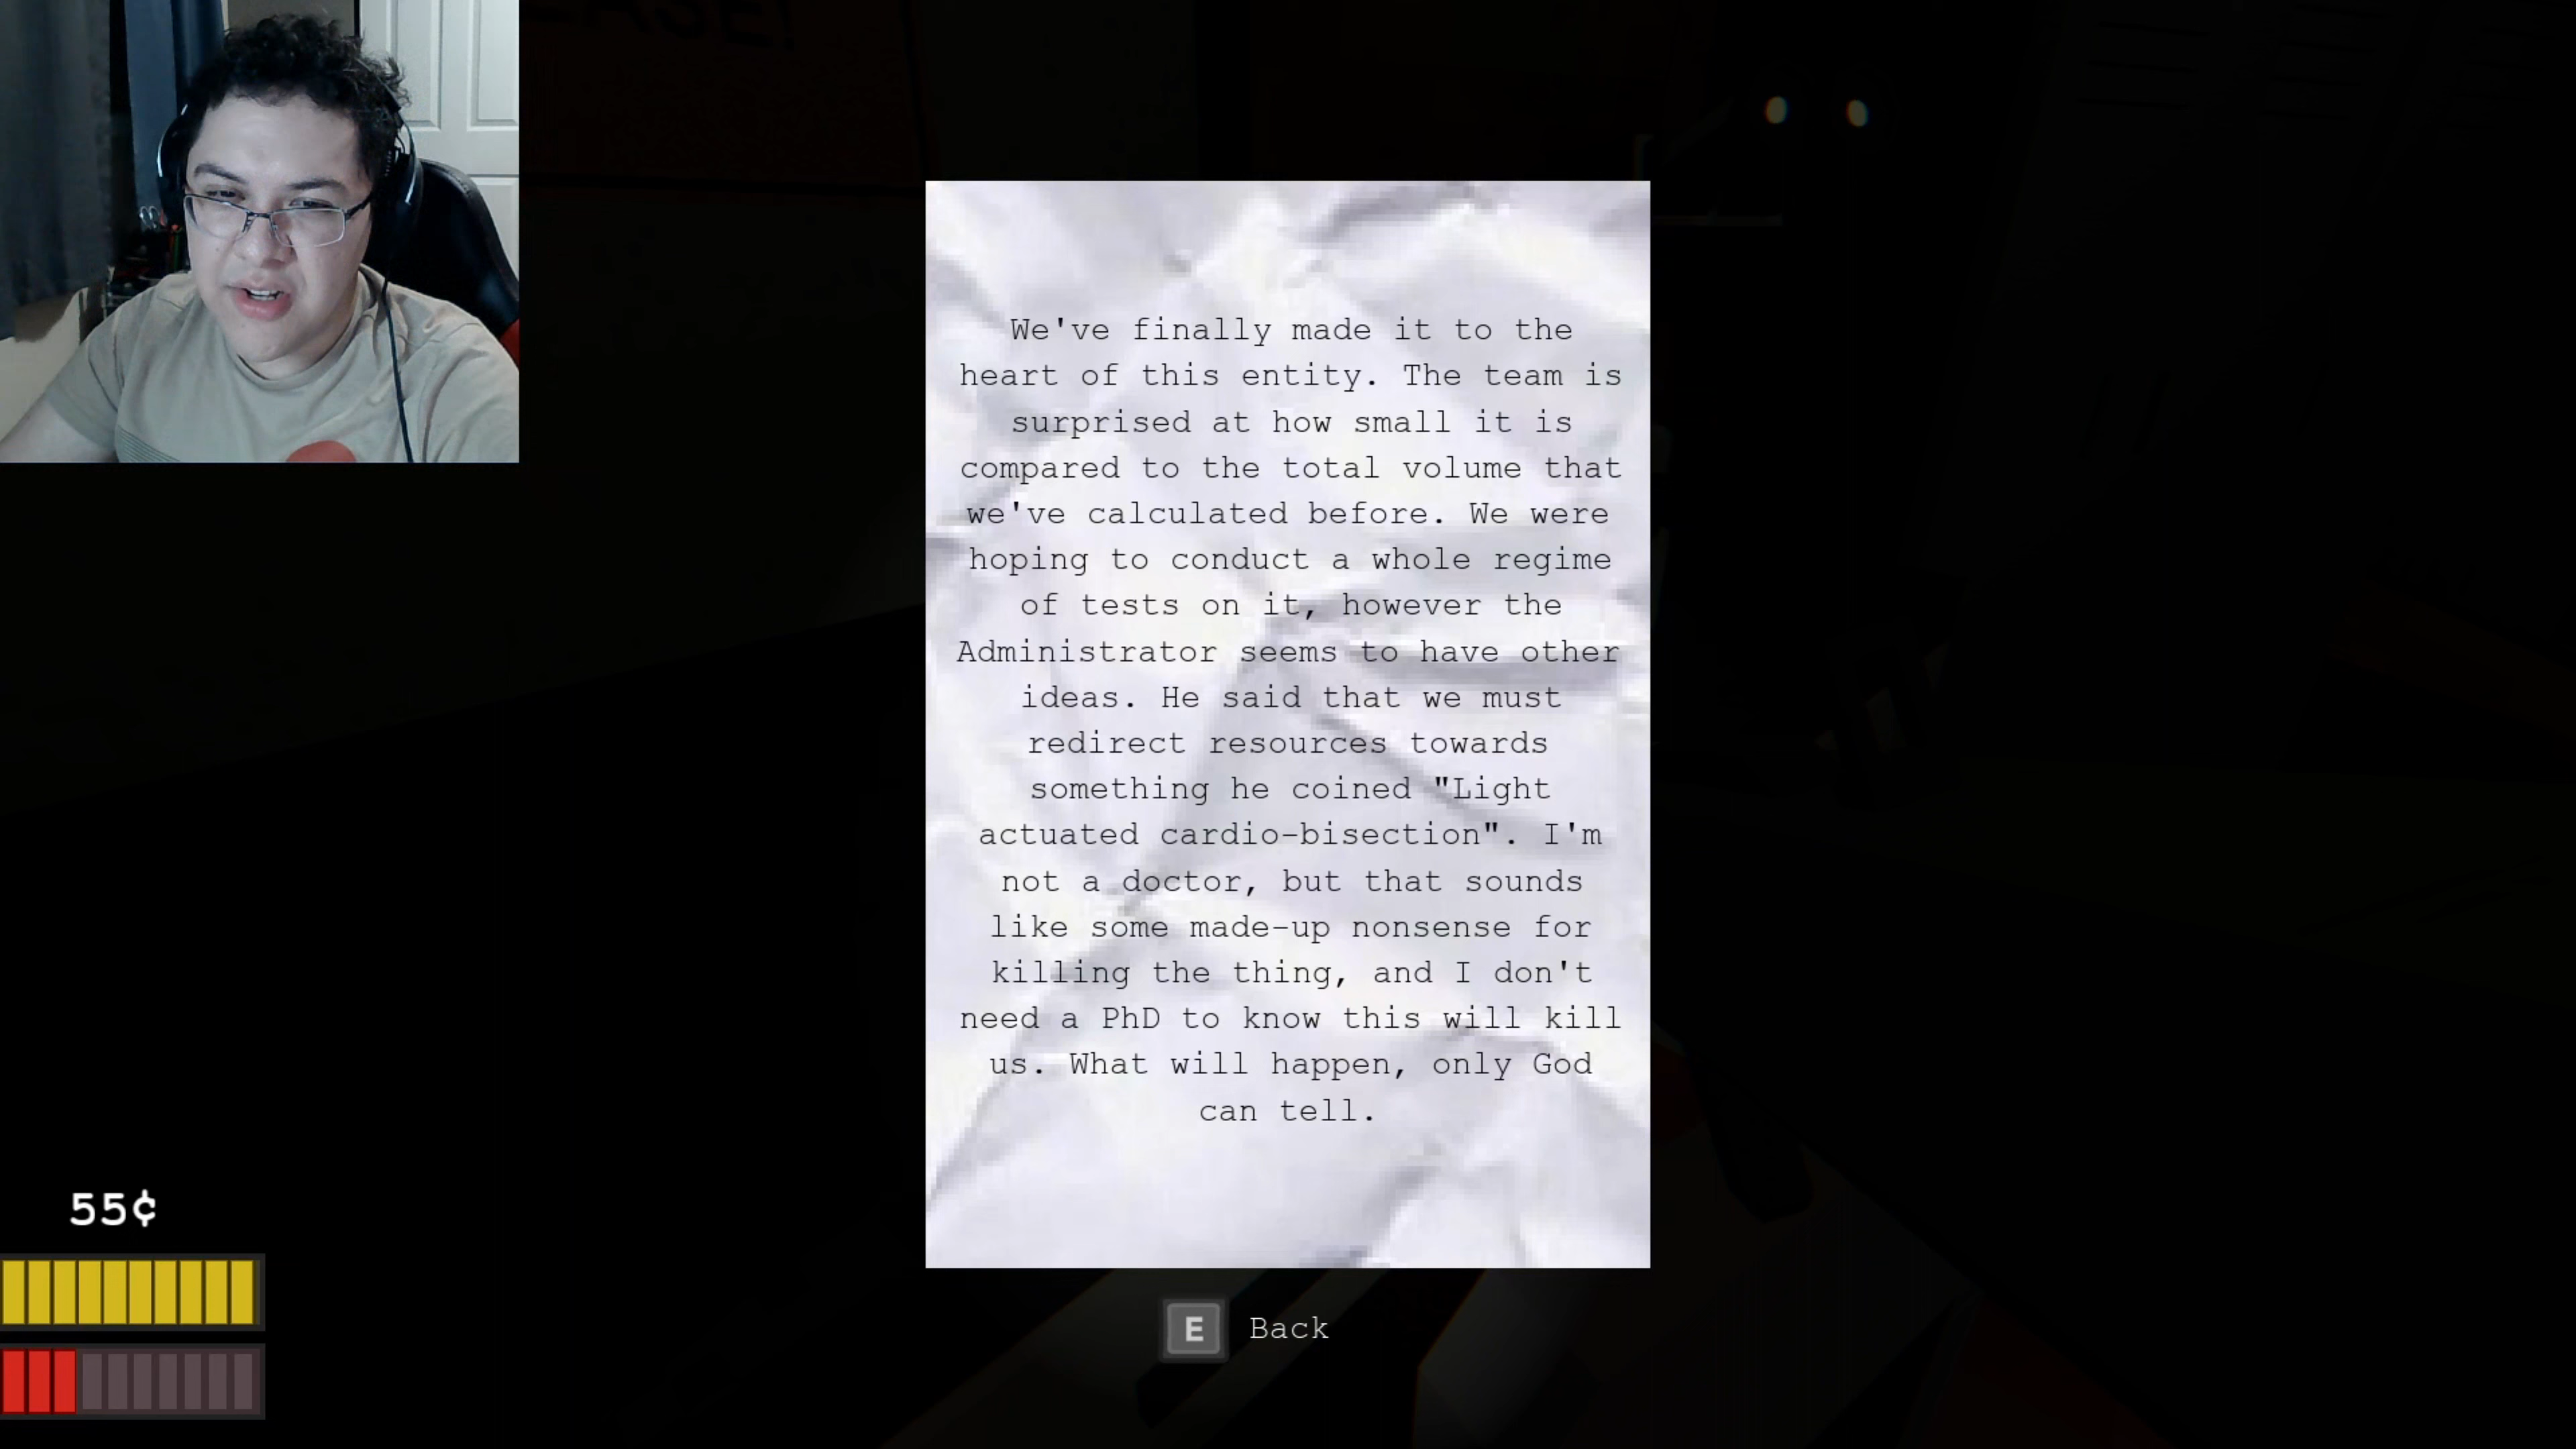 EASE!
We've finally made it to the
heart of this entity. The team is
surprised at how small it is
compared to the total volume that
we've calculated before. We were
hoping to conduct a whole regime
of tests on it, however the
Administrator seems to have other
ideas. He said that we must
redirect resources towards
something he coined "Light
actuated cardio-bisection". I'm
not a doctor, but that sounds
like some made-up nonsense for
killing the thing, and I don't
need a PhD to know this will kill
us. What will happen, only God
can tell.
55¢
E Back